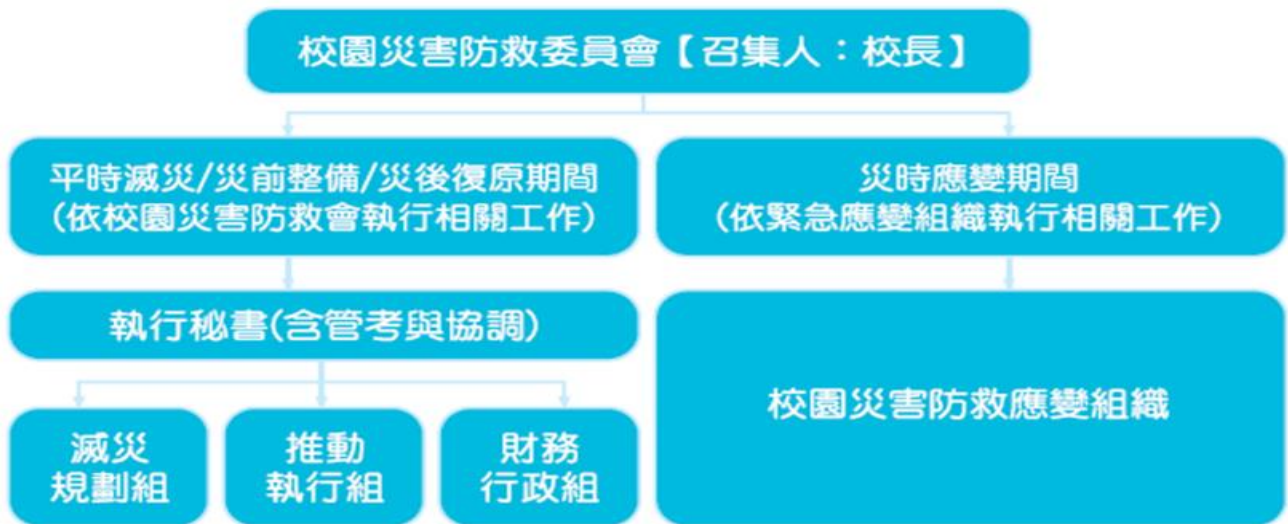 校園災害防救委員會【召集人：校長】
平時減災/災前整備/災後復原期間
(依校園災害防救會執行相關工作)
災時應變期間
(依緊急應變組織執行相關工作)
執行秘書(含管考與協調)
校園災害防救應變組織
減災
規劃組
推動
執行組
財務
行政組